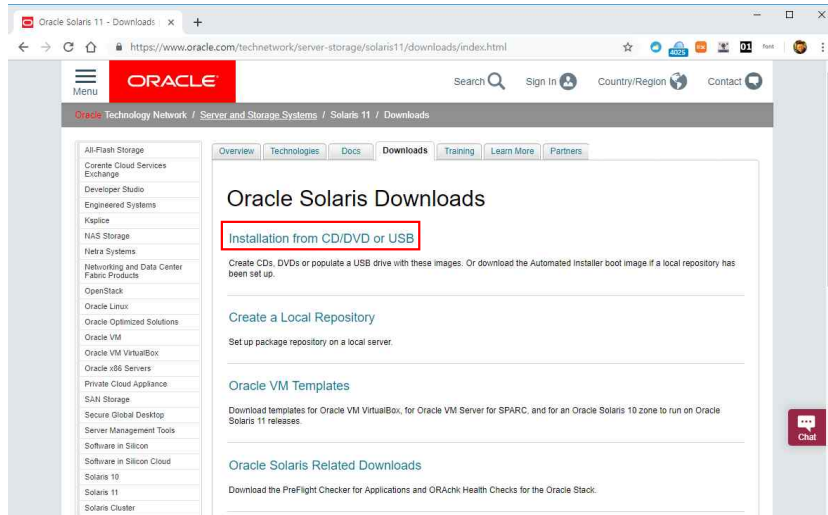 Oracle Solaris 11 - Downloads
https://www.oracle.com/technetwork/server-storage/solaris11/downloads/index.html
4025
01
Menu
ORACLE
Search
Sign In
Country/Region
Contact
Oracle Technology Network / Server and Storage Systems / Solaris 11 / Downloads
All-Flash Storage
Corente Cloud Services
Exchange
Developer Studio
Engineered Systems
Ksplice
NAS Storage
Netra Systems
Networking and Data Center
Fabric Products
OpenStack
Oracle Linux
Oracle Optimized Solutions
Oracle VM
Oracle VM VirtualBox
Oracle x86 Servers
Private Cloud Appliance
SAN Storage
Secure Global Desktop
Server Management Tools
Software in Silicon
Software in Silicon Cloud
Solaris 10
Solaris 11
Solaris Cluster
Overview
Technologies
Docs
Downloads
Training
Learn More
Partners
Oracle Solaris Downloads
Installation from CD/DVD or USB
Create CDs, DVDs or populate a USB drive with these images. Or download the Automated Installer boot image if a local repository has
been set up.
Create a Local Repository
Set up package repository on a local server.
Oracle VM Templates
Download templates for Oracle VM VirtualBox, for Oracle VM Server for SPARC, and for an Oracle Solaris 10 zone to run on Oracle
Solaris 11 releases.
Oracle Solaris Related Downloads
Download the PreFlight Checker for Applications and ORAchk Health Checks for the Oracle Stack.
Chat